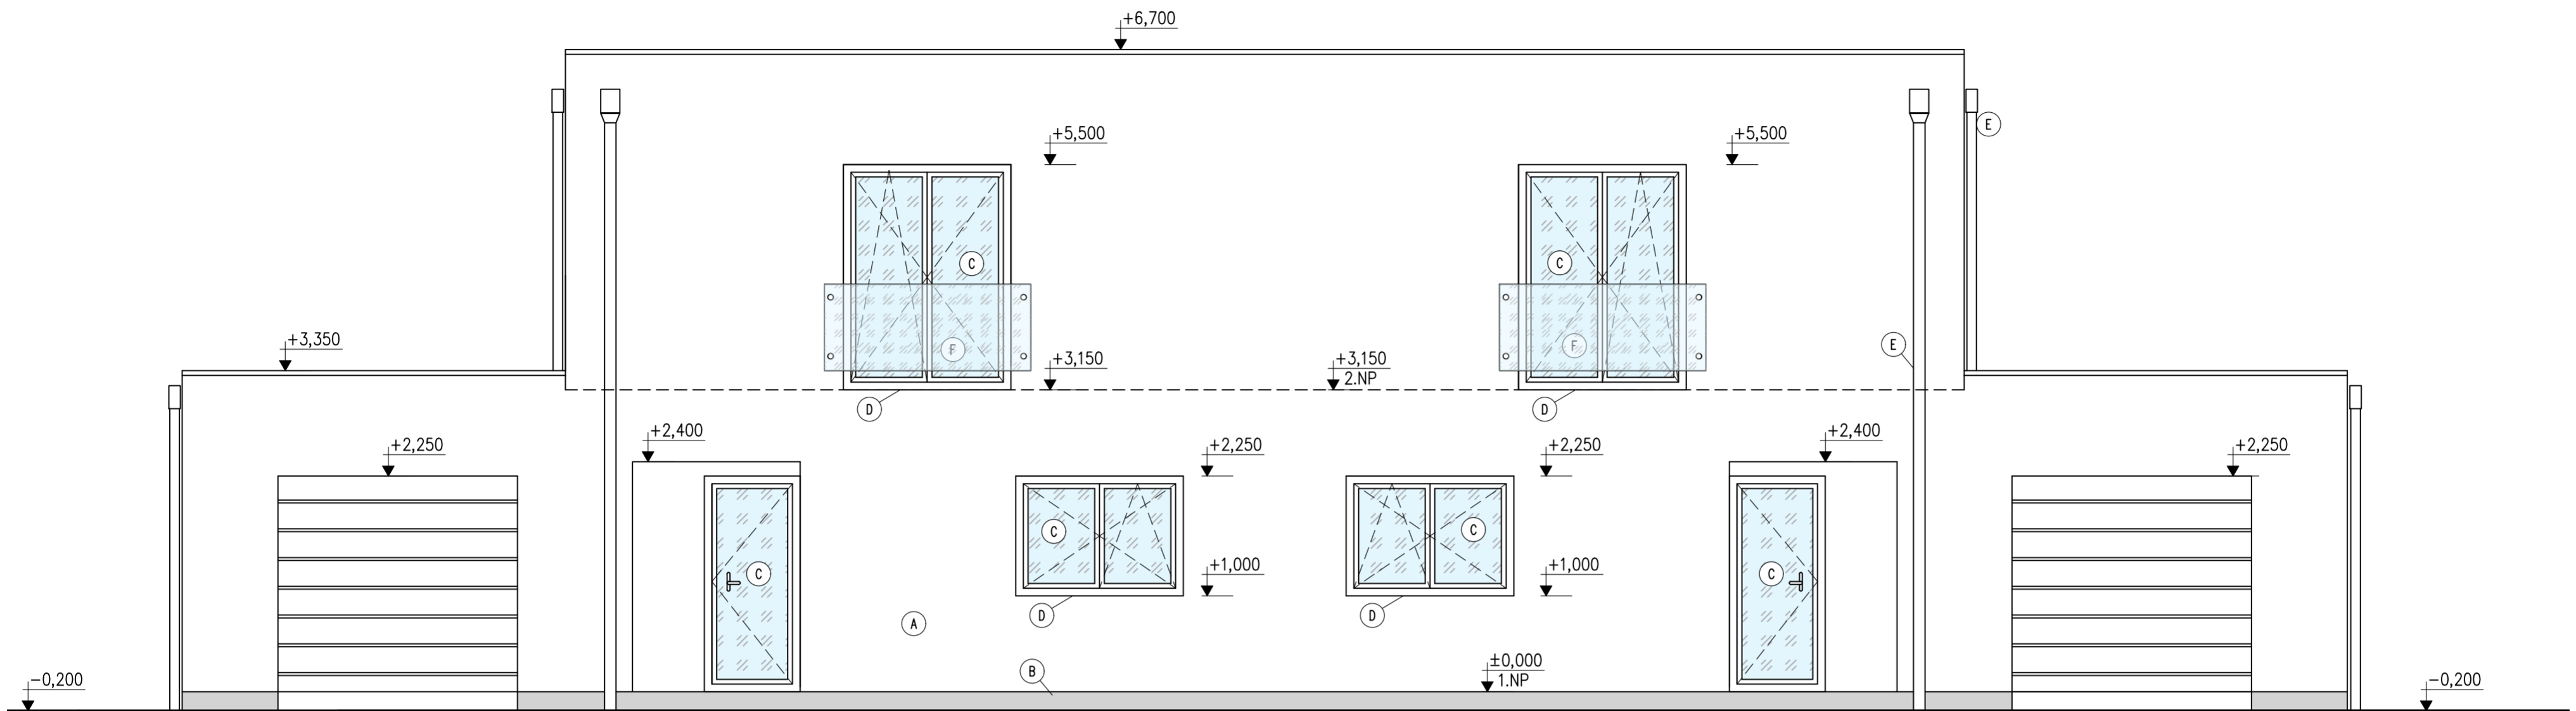 +6,700
E
+5,500
+5,500
C
C
E
+3,350
F
F
+3,150
+3,150
2.NP
D
D
+2,400
+2,400
+2,250
+2,250
+2,250
+2,250
C
C
C
C
+1,000
+1,000
D
D
A
B
±0,000
1.NP
-0,200
-0,200